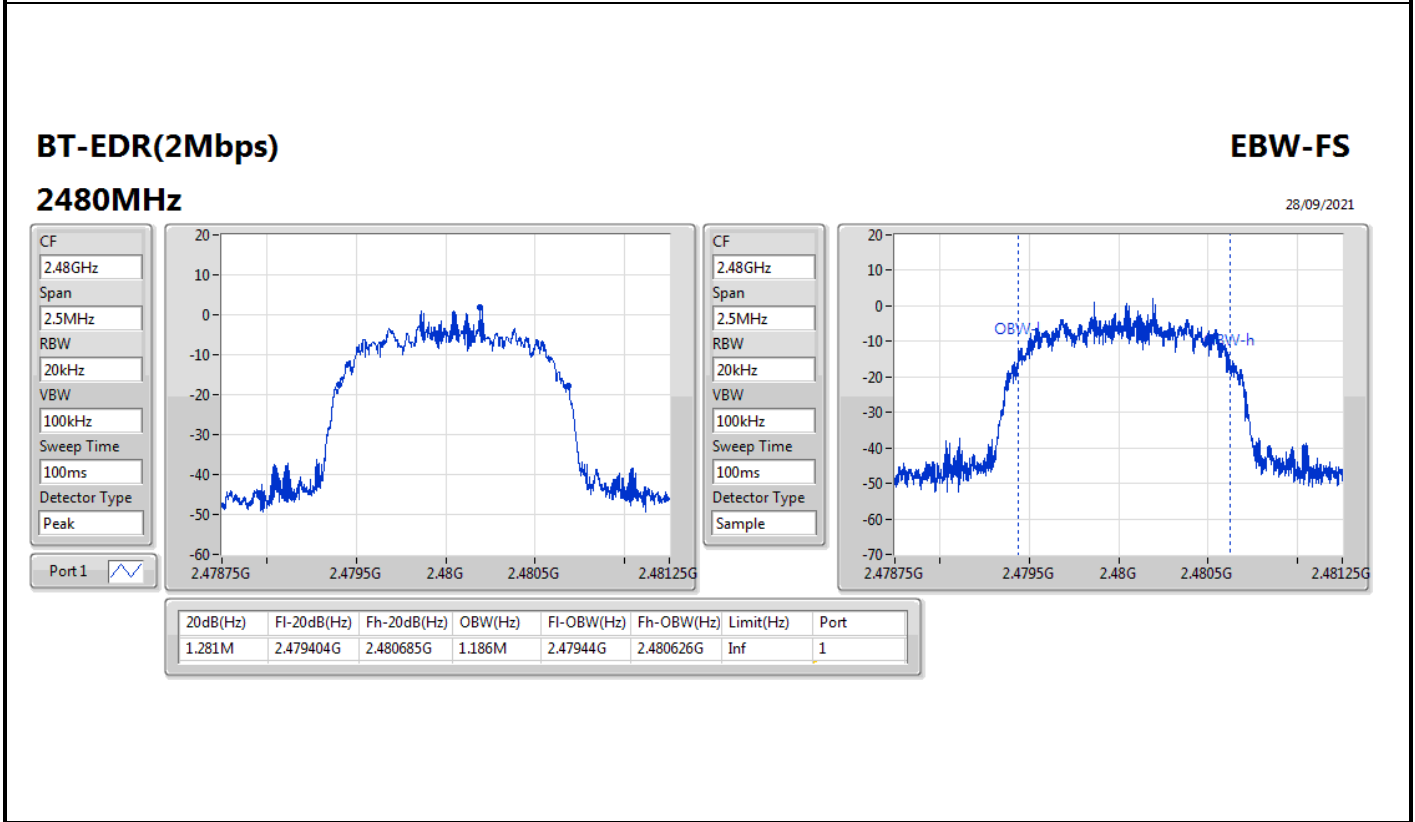 BT-EDR(2Mbps)
EBW-FS
2480MHz
28/09/2021
CF
2.48GHz
Span
2.5MHz
RBW
20kHz
VBW
100kHz
Sweep Time
100ms
Detector Type
Peak
Port 1
20
10
0
-10
-20
-30
-40
-50
-60
2.47875G 2.4795G 2.48G 2.4805G 2.48125G
CF
2.48GHz
Span
2.5MHz
RBW
20kHz
VBW
100kHz
Sweep Time
100ms
Detector Type
Sample
20
10
0
-10
-20
-30
-40
-50
-60
-70
OBW-
W-h
2.47875G 2.4795G 2.48G 2.4805G 2.48125G
20dB(Hz) Fl-20dB(Hz) Fh-20dB(Hz) OBW(Hz) Fl-OBW(Hz) Fh-OBW(Hz) Limit(Hz) Port
1.281M 2.479404G 2.480685G 1.186M 2.47944G 2.480626G Inf 1